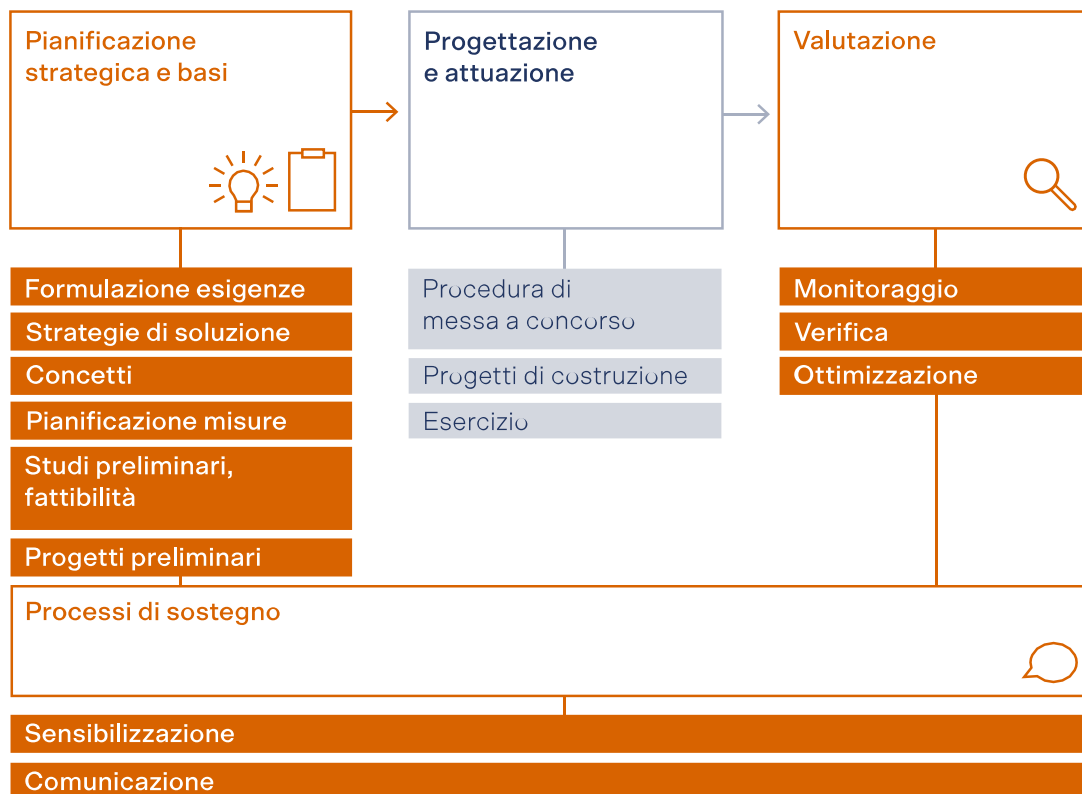 Pianificazione
strategica e basi
Formulazione esigenze
Strategie di soluzione
Concetti
Pianificazione misure
Studi preliminari,
fattibilità
Progetti preliminari
Progettazione
e attuazione
Procedura di
messa a concorso
Progetti di costruzione
Esercizio
Valutazione
Monitoraggio
Verifica
Ottimizzazione
Processi di sostegno
Sensibilizzazione
Comunicazione